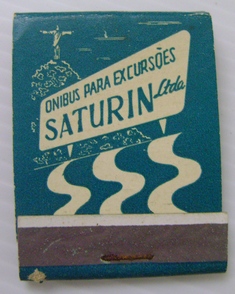 ONIBUS PARA EXCURSÕES
SATURIN Ltda